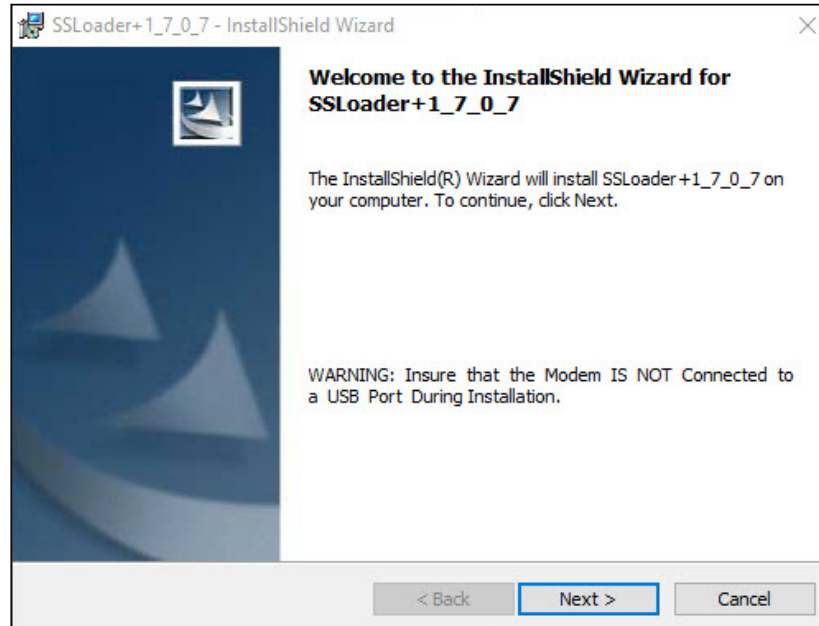 SSLoader+1_7_0_7 - InstallShield Wizard
Welcome to the InstallShield Wizard for
SSLoader+1_7_0_7
The InstallShield(R) Wizard will install SSLoader+1_7_0_7 on
your computer. To continue, click Next.
WARNING: Insure that the Modem IS NOT Connected to
a USB Port During Installation.
< Back Next > Cancel